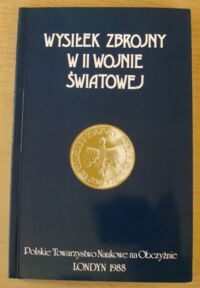 WYSIŁEK ZBROJNY
W II WOJNIE
ŚWIATOWEJ
Polskie Towarzystwo Naukowe na Obczyźnie
LONDYN 1988